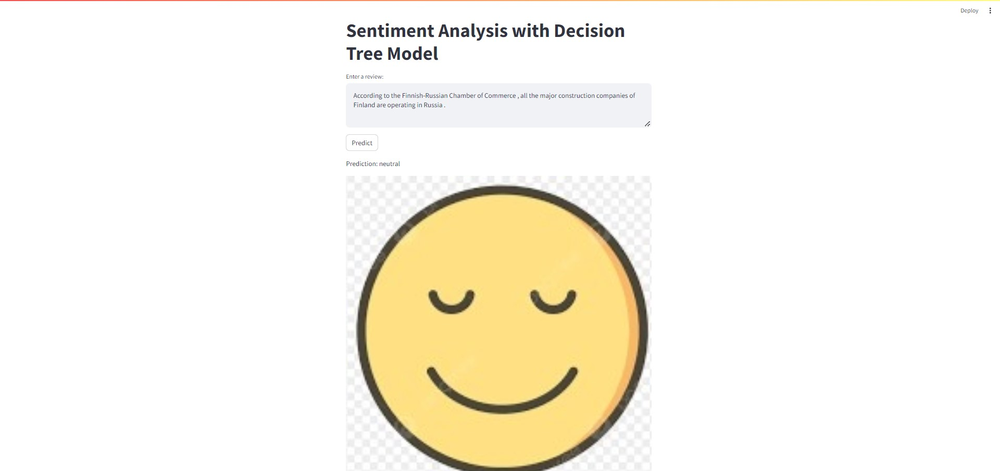 Deploy
Sentiment Analysis with Decision
Tree Model
Enter a review:
According to the Finnish-Russian Chamber of Commerce , all the major construction companies of
Finland are operating in Russia .
Predict
Prediction: neutral